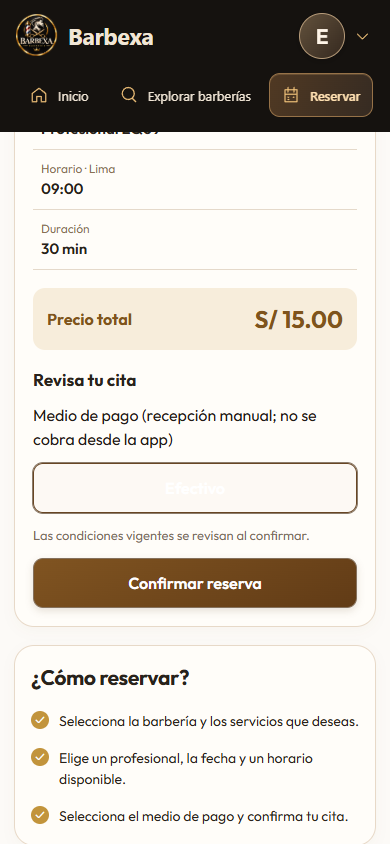 BARBEXA
Barbexa
E
Inicio
Explorar barberías
Reservar
Horario · Lima
09:00
Duración
30 min
Precio total
S/ 15.00
Revisa tu cita
Medio de pago (recepción manual; no se
cobra desde la app)
Efectivo
Las condiciones vigentes se revisan al confirmar.
Confirmar reserva
¿Cómo reservar?
Selecciona la barbería y los servicios que deseas.
Elige un profesional, la fecha y un horario
disponible.
Selecciona el medio de pago y confirma tu cita.